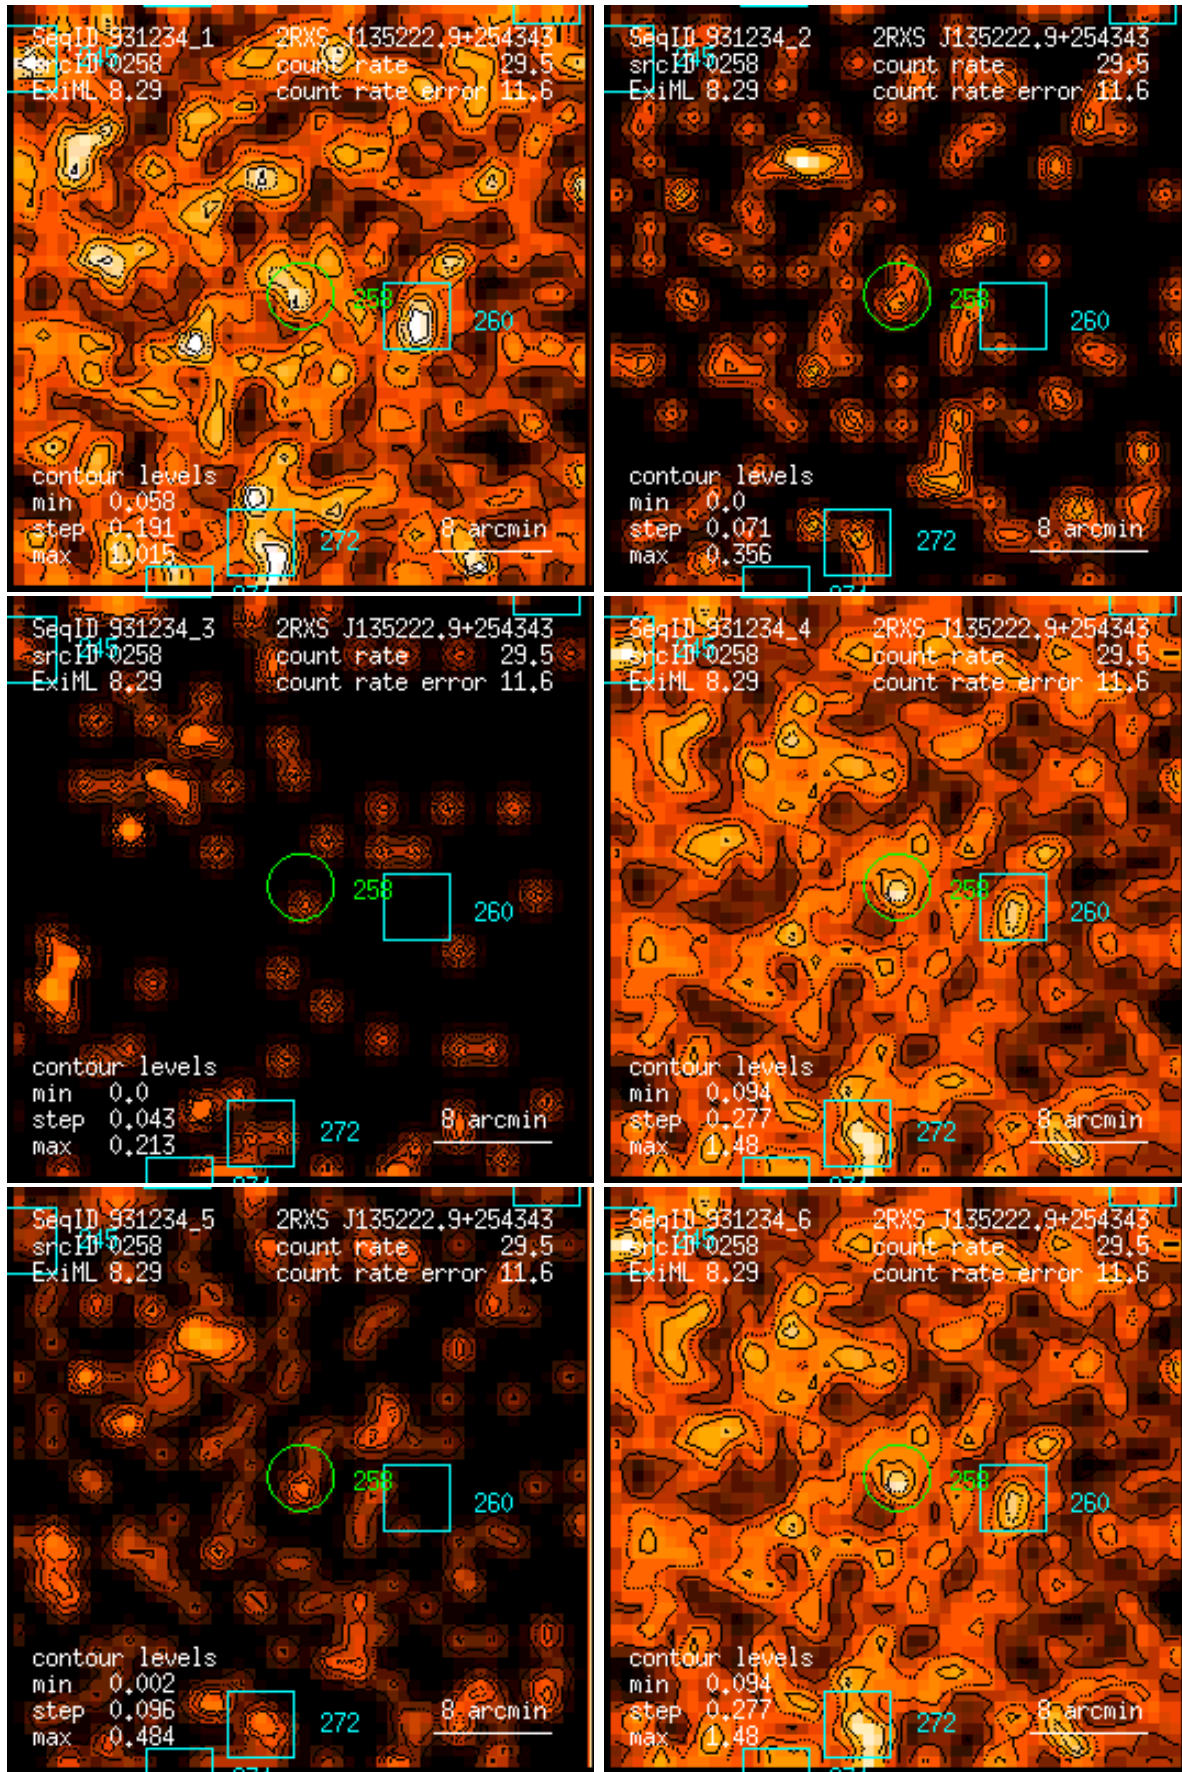 SeqID 931234_1 2RXS J135222.9+254343
srcID 0258 count rate 29.5
245
ExiML 8.29 count rate error 11.6
258
260
contour levels
min 0.058
step 0.191
max 1.015
8 arcmin
272
SeqID 931234_2 2RXS J135222.9+254343
srcID 0258 count rate 29.5
245
ExiML 8.29 count rate error 11.6
258
260
contour levels
min 0.0
step 0.071
max 0.356
8 arcmin
272
SeqID 931234_3 2RXS J135222.9+254343
srcID 0258 count rate 29.5
245
ExiML 8.29 count rate error 11.6
258
260
contour levels
min 0.0
step 0.043
max 0.213
8 arcmin
272
SeqID 931234_4 2RXS J135222.9+254343
srcID 0258 count rate 29.5
245
ExiML 8.29 count rate error 11.6
258
260
contour levels
min 0.094
step 0.277
max 1.48
8 arcmin
272
SeqID 931234_5 2RXS J135222.9+254343
srcID 0258 count rate 29.5
245
ExiML 8.29 count rate error 11.6
258
260
contour levels
min 0.002
step 0.096
max 0.484
8 arcmin
272
SeqID 931234_6 2RXS J135222.9+254343
srcID 0258 count rate 29.5
245
ExiML 8.29 count rate error 11.6
258
260
contour levels
min 0.094
step 0.277
max 1.48
8 arcmin
272